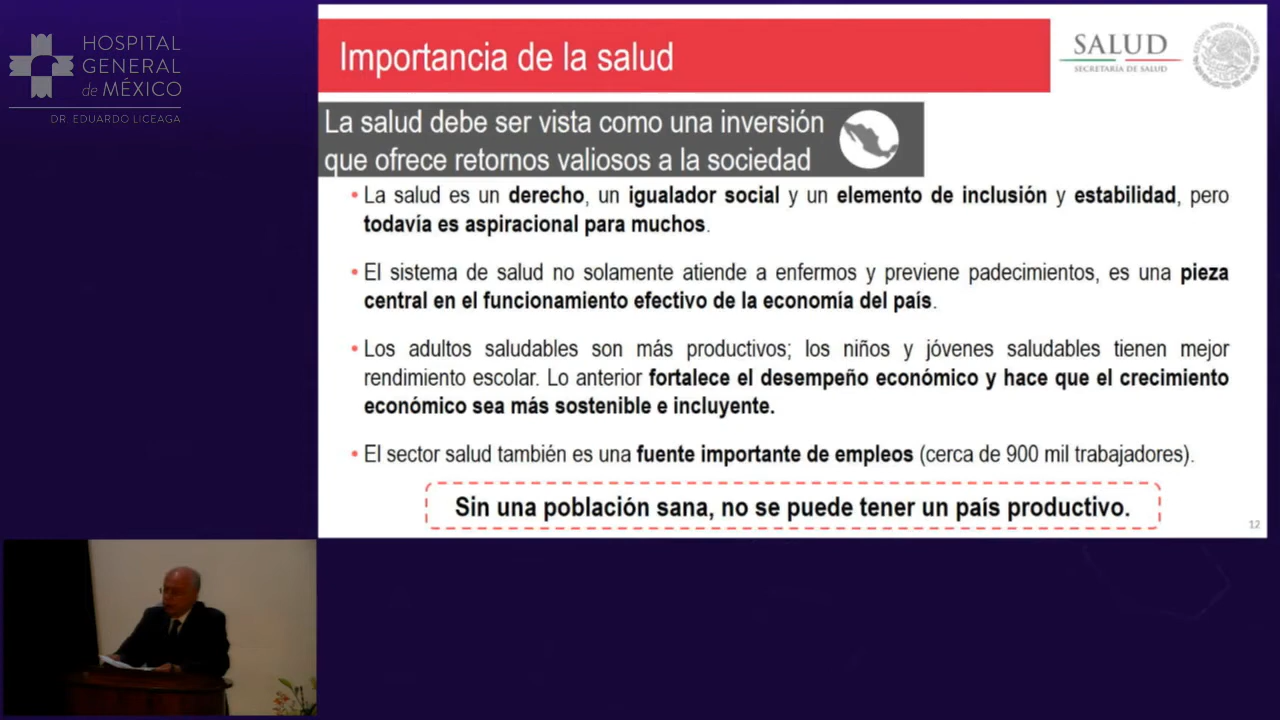 HOSPITAL
GENERAL
de MÉXICO
DR. EDUARDO LICEAGA
Importancia de la salud
SALUD
SECRETARÍA DE SALUD
La salud debe ser vista como una inversión
que ofrece retornos valiosos a la sociedad
• La salud es un derecho, un igualador social y un elemento de inclusión y estabilidad, pero
todavía es aspiracional para muchos.
• El sistema de salud no solamente atiende a enfermos y previene padecimientos, es una pieza
central en el funcionamiento efectivo de la economía del país.
• Los adultos saludables son más productivos; los niños y jóvenes saludables tienen mejor
rendimiento escolar. Lo anterior fortalece el desempeño económico y hace que el crecimiento
económico sea más sostenible e incluyente.
• El sector salud también es una fuente importante de empleos (cerca de 900 mil trabajadores).
Sin una población sana, no se puede tener un país productivo.
12